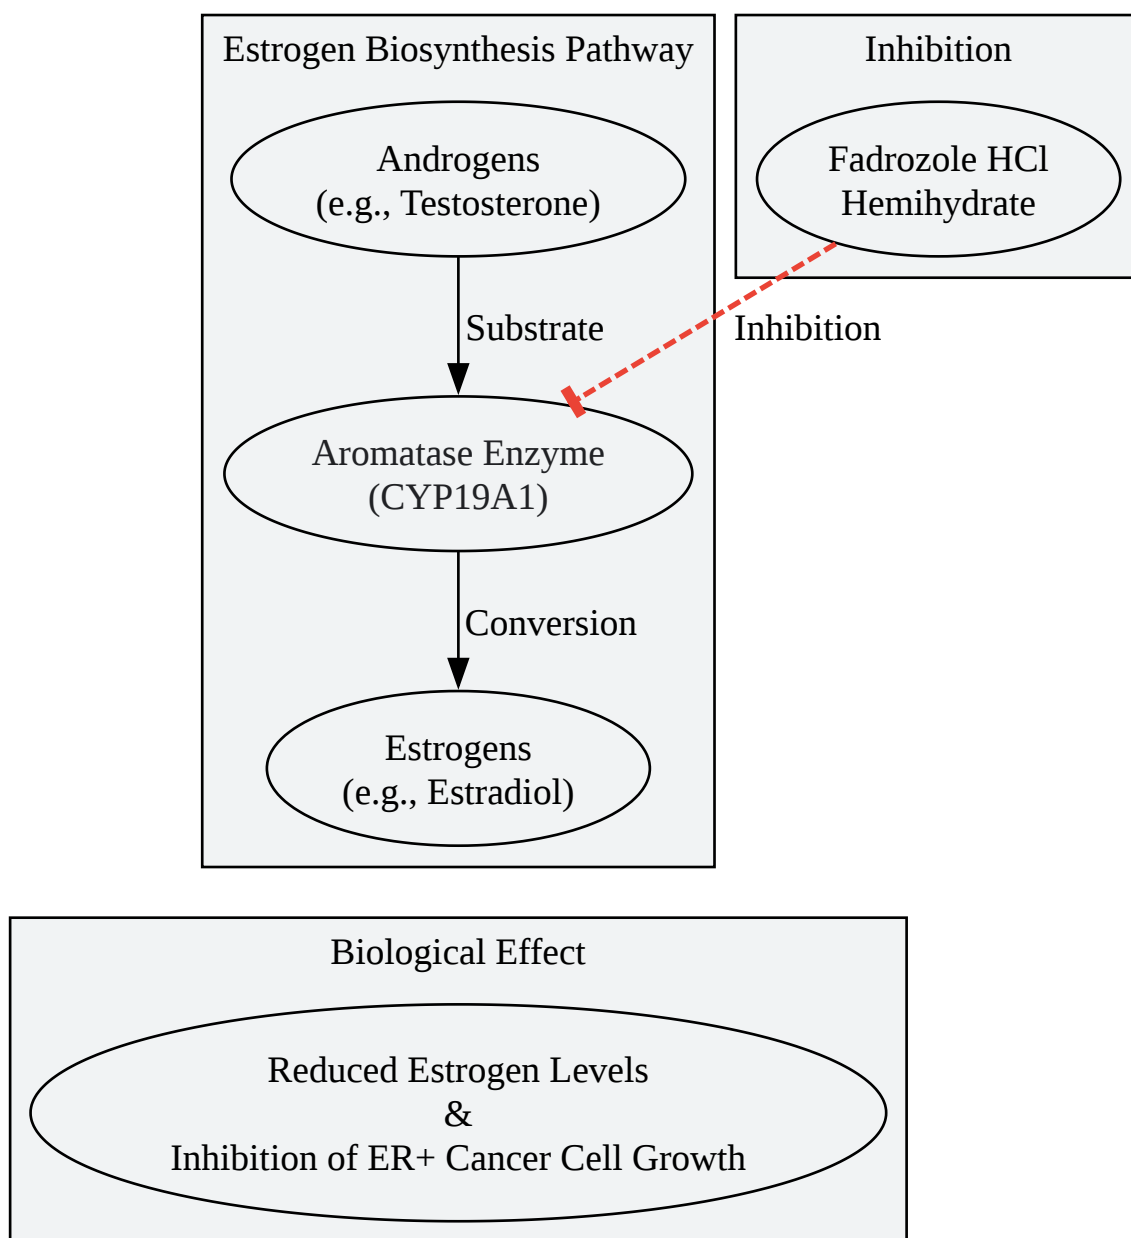 Estrogen Biosynthesis Pathway
Androgens
(e.g., Testosterone)
Substrate
Aromatase Enzyme
(CYP19A1)
Conversion
Estrogens
(e.g., Estradiol)
Inhibition
Fadrozole HCl
Hemihydrate
Inhibition
Biological Effect
Reduced Estrogen Levels
&
Inhibition of ER+ Cancer Cell Growth